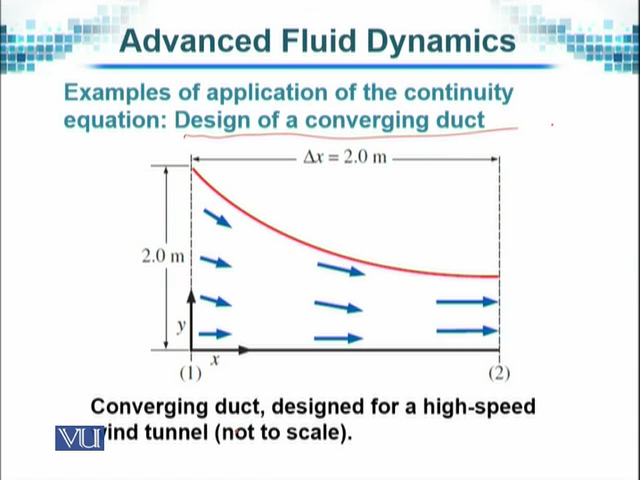 Advanced Fluid Dynamics
Examples of application of the continuity
equation: Design of a converging duct
Δx = 2.0 m
2.0 m
y
x
(1)
(2)
Converging duct, designed for a high-speed
VU ind tunnel (not to scale).